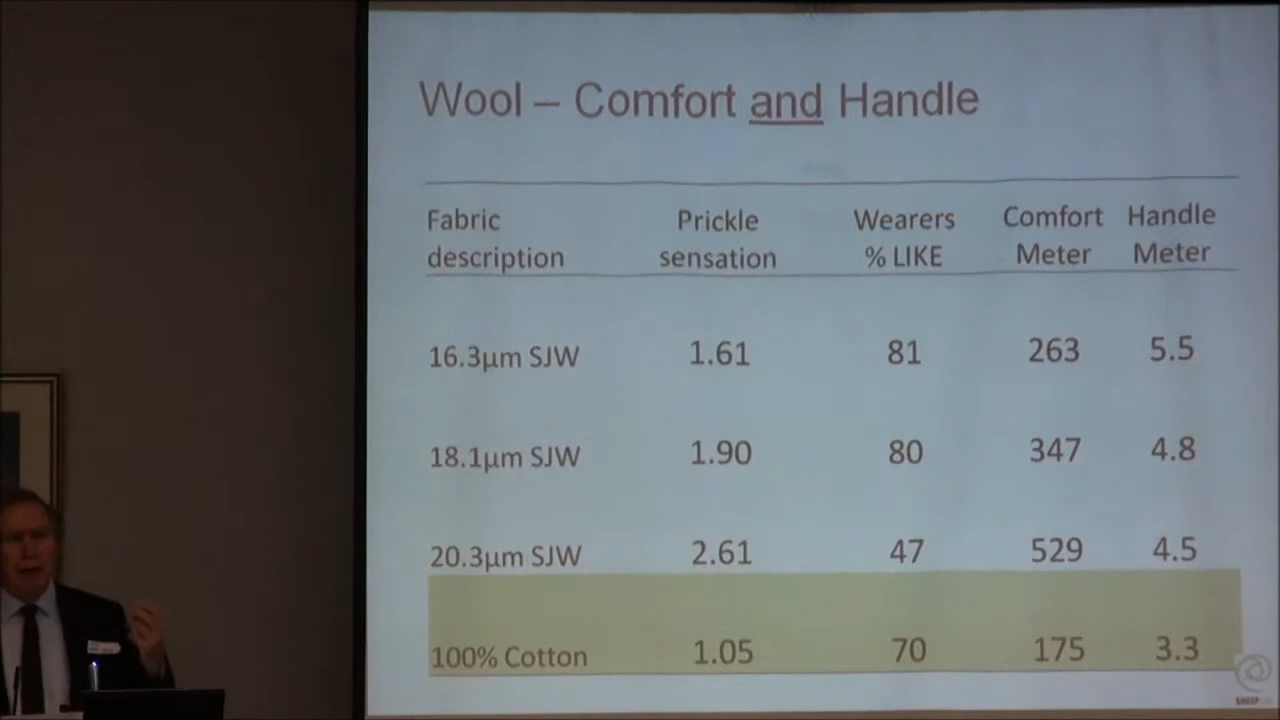 Wool – Comfort and Handle
Fabric description Prickle sensation Wearers % LIKE Comfort Meter Handle Meter
16.3µm SJW 1.61 81 263 5.5
18.1µm SJW 1.90 80 347 4.8
20.3µm SJW 2.61 47 529 4.5
100% Cotton 1.05 70 175 3.3